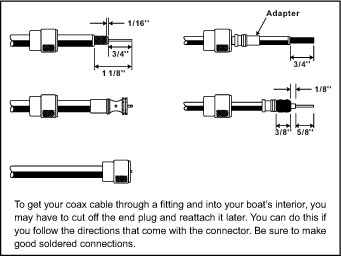 1/16''
3/4''
1 1/8''
Adapter
3/4''
1/8''
3/8''
5/8''
To get your coax cable through a fitting and into your boat's interior, you
may have to cut off the end plug and reattach it later. You can do this if
you follow the directions that come with the connector. Be sure to make
good soldered connections.